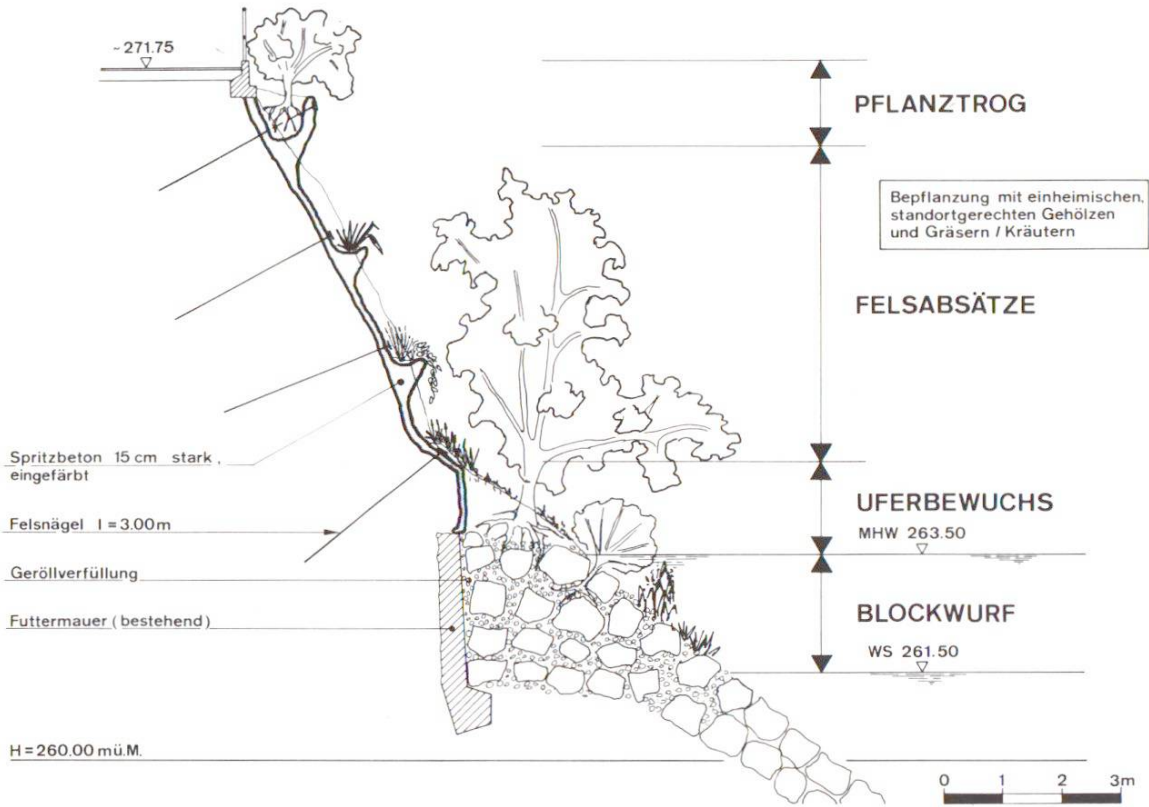 ~271.75
PFLANZTROG
Bepflanzung mit einheimischen,
standortgerechten Gehölzen
und Gräsern / Kräutern
FELSABSÄTZE
Spritzbeton 15 cm stark,
eingefärbt
UFERBEWUCHS
Felsnägel l = 3.00 m
MHW 263.50
Geröllverfüllung
BLOCKWURF
Futtermauer (bestehend)
WS 261.50
H = 260.00 mü.M.
0 1 2 3m